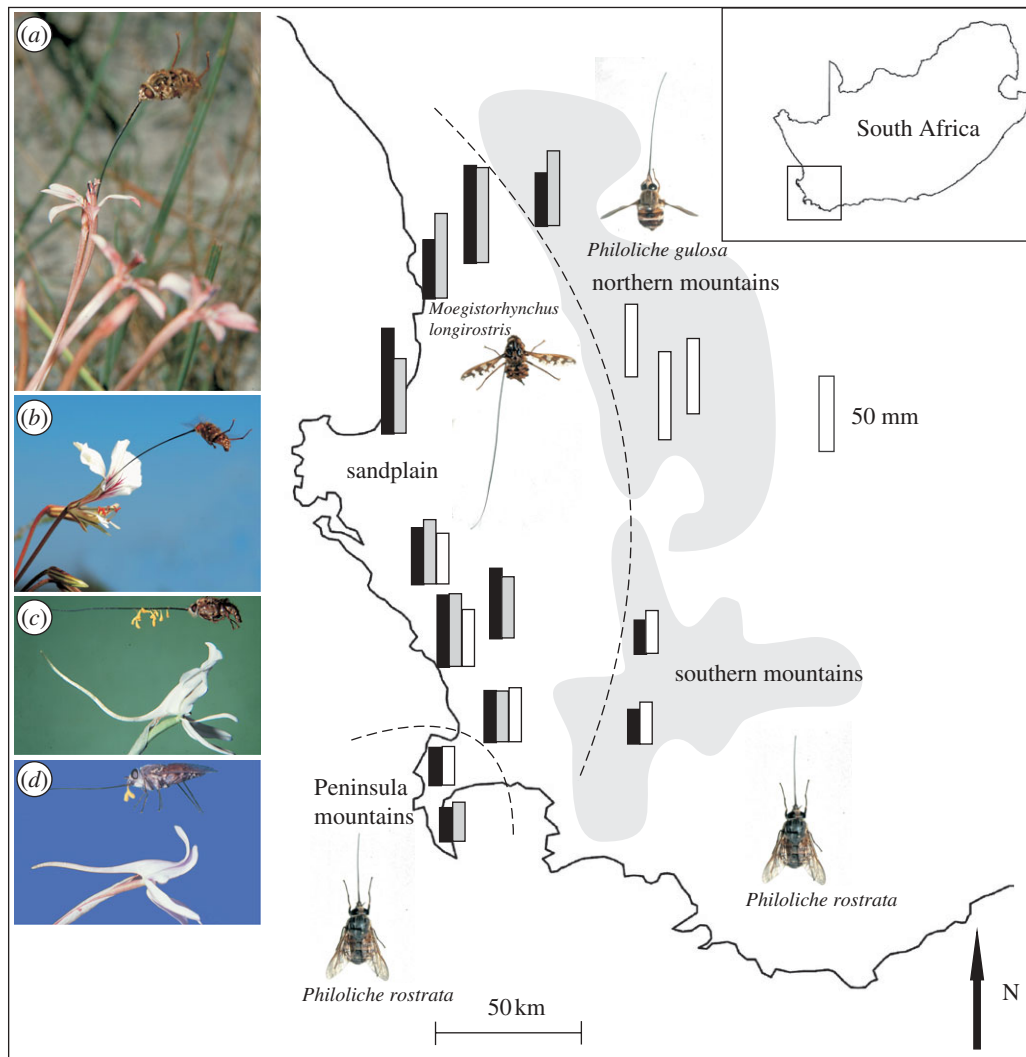 (a)
(b)
(c)
(d)
South Africa
Philoliche gulosa
northern mountains
Moegistorhynchus
longirostris
50 mm
sandplain
southern mountains
Peninsula
mountains
Philoliche rostrata
Philoliche rostrata
50 km
N